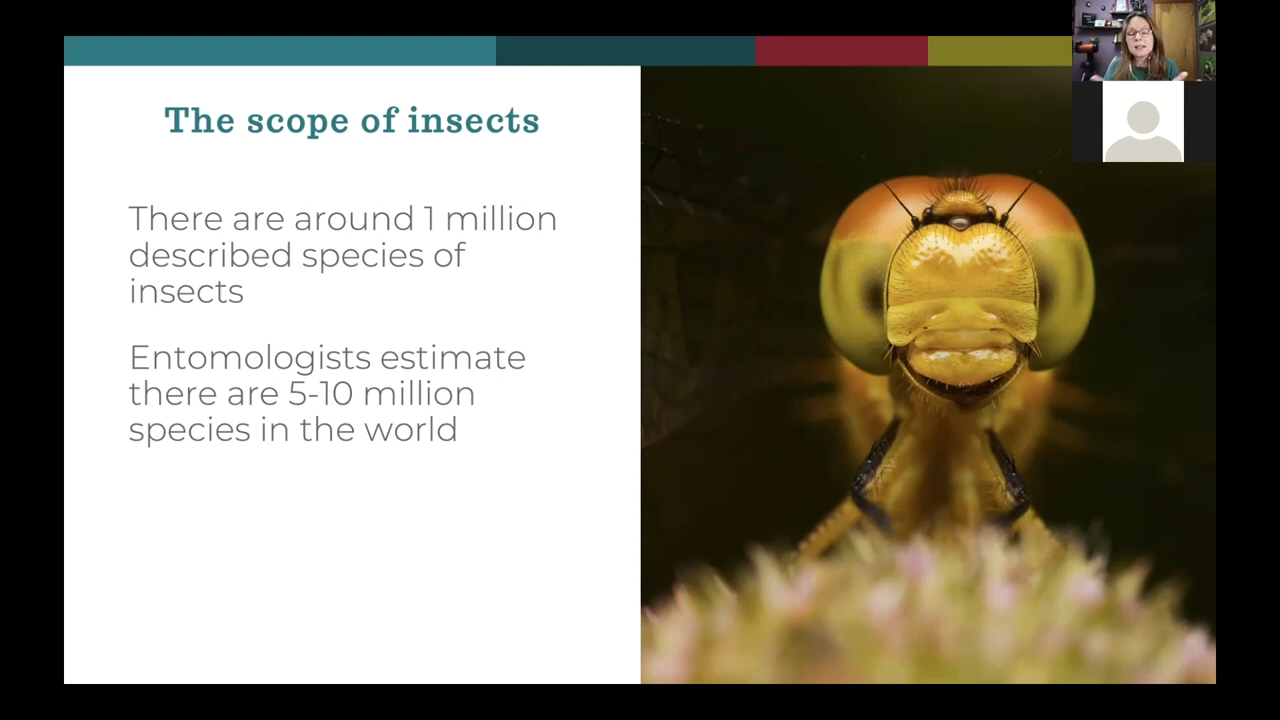 The scope of insects
There are around 1 million
described species of
insects
Entomologists estimate
there are 5-10 million
species in the world